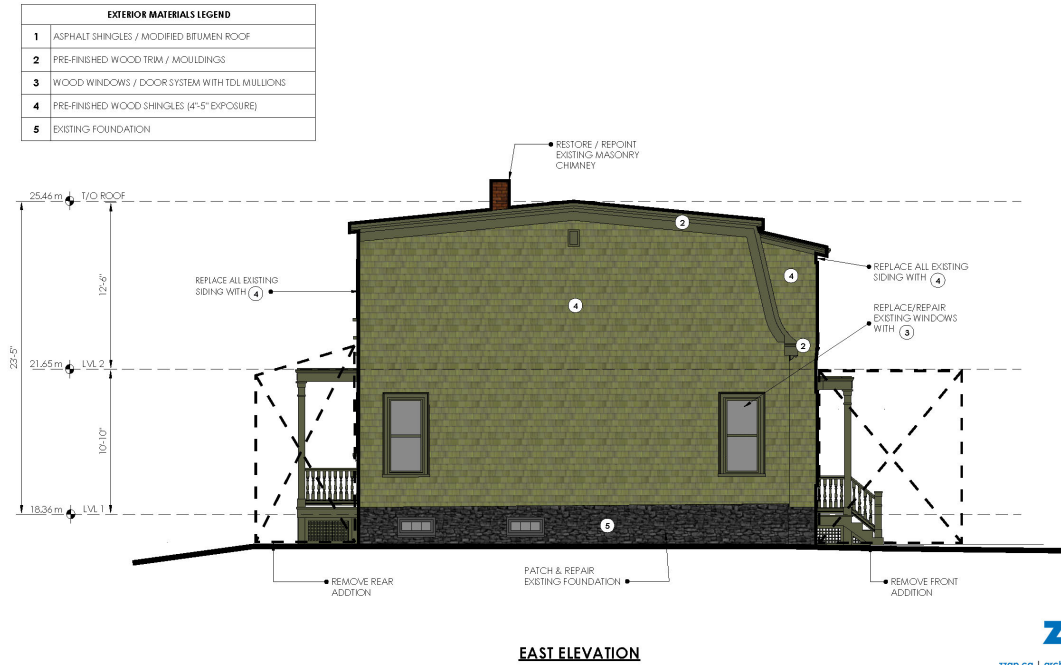 EXTERIOR MATERIALS LEGEND
1 ASPHALT SHINGLES / MODIFIED BITUMEN ROOF
2 PRE-FINISHED WOOD TRIM / MOULDINGS
3 WOOD WINDOWS / DOOR SYSTEM WITH TDL MULLIONS
4 PRE-FINISHED WOOD SHINGLES (4"-5" EXPOSURE)
5 EXISTING FOUNDATION
RESTORE / REPOINT
EXISTING MASONRY
CHIMNEY
25.46 m T/O ROOF
2
REPLACE ALL EXISTING
SIDING WITH 4
4
REPLACE ALL EXISTING
SIDING WITH 4
12'-6"
4
REPLACE/REPAIR
EXISTING WINDOWS
WITH 3
2
23'-5"
21.65 m LVL 2
10'-10"
18.36 m LVL 1
5
REMOVE REAR
ADDTION
PATCH & REPAIR
EXISTING FOUNDATION
REMOVE FRONT
ADDITION
EAST ELEVATION
z
zzap.ca | arch